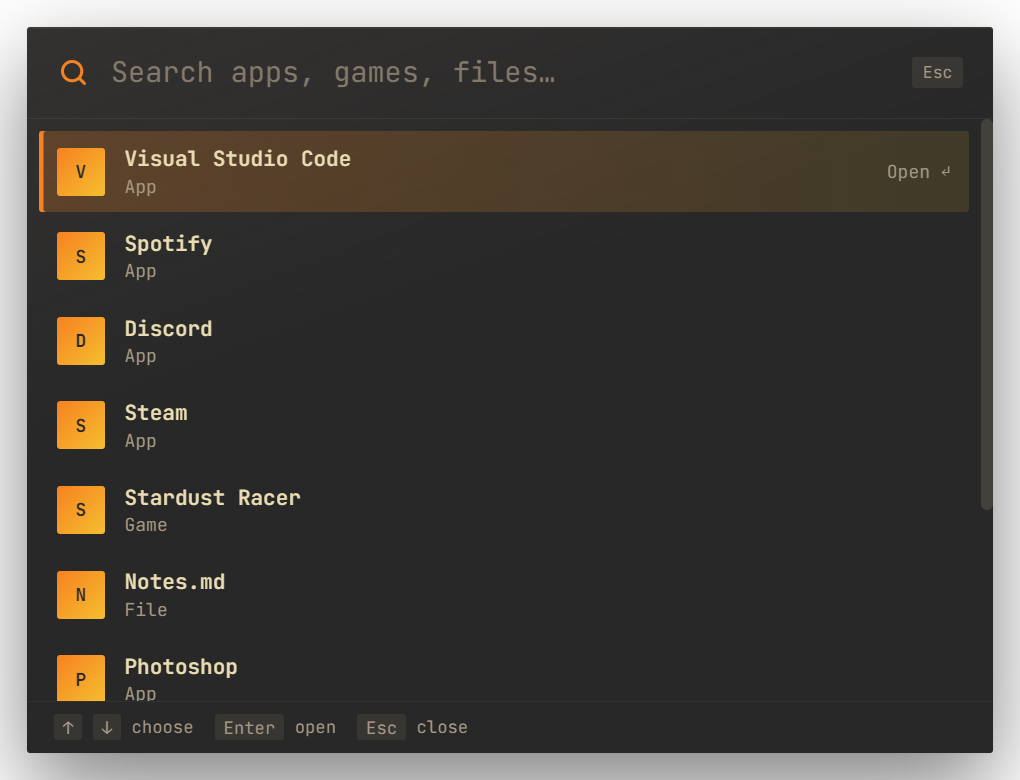 Search apps, games, files…
Esc
V
Visual Studio Code
App
Open ↵
S
Spotify
App
D
Discord
App
S
Steam
App
S
Stardust Racer
Game
N
Notes.md
File
P
Photoshop
App
↑ ↓ choose Enter open Esc close